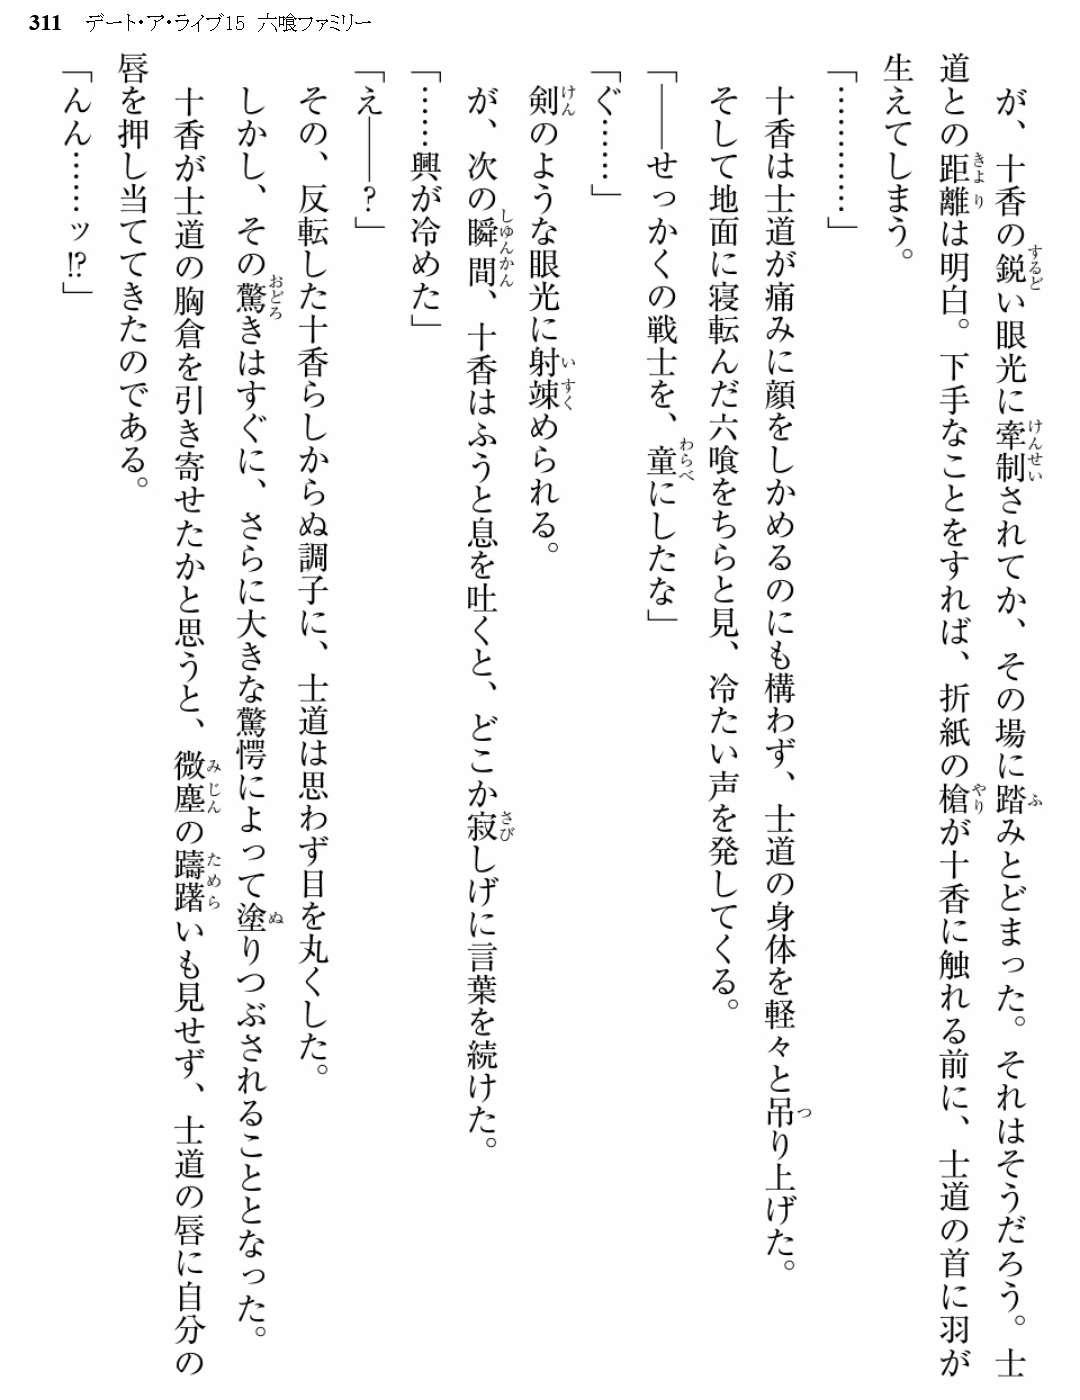 311 デート・ア・ライブ15 六喰ファミリー
が、十香の鋭い眼光に牽制されてか、その場に踏みとどまった。それはそうだろう。士
道との距離は明白。下手なことをすれば、折紙の槍が十香に触れる前に、士道の首に羽が
生えてしまう。
「…………」
十香は士道が痛みに顔をしかめるのにも構わず、士道の身体を軽々と吊り上げた。
そして地面に寝転んだ六喰をちらと見、冷たい声を発してくる。
「――せっかくの戦士を、童にしたな」
「ぐ……」
剣のような眼光に射竦められる。
が、次の瞬間、十香はふうと息を吐くと、どこか寂しげに言葉を続けた。
「……興が冷めた」
「え――？」
その、反転した十香らしからぬ調子に、士道は思わず目を丸くした。
しかし、その驚きはすぐに、さらに大きな驚愕によって塗りつぶされることとなった。
十香が士道の胸倉を引き寄せたかと思うと、微塵の躊躇いも見せず、士道の唇に自分の
唇を押し当ててきたのである。
「んん……ッ!?」